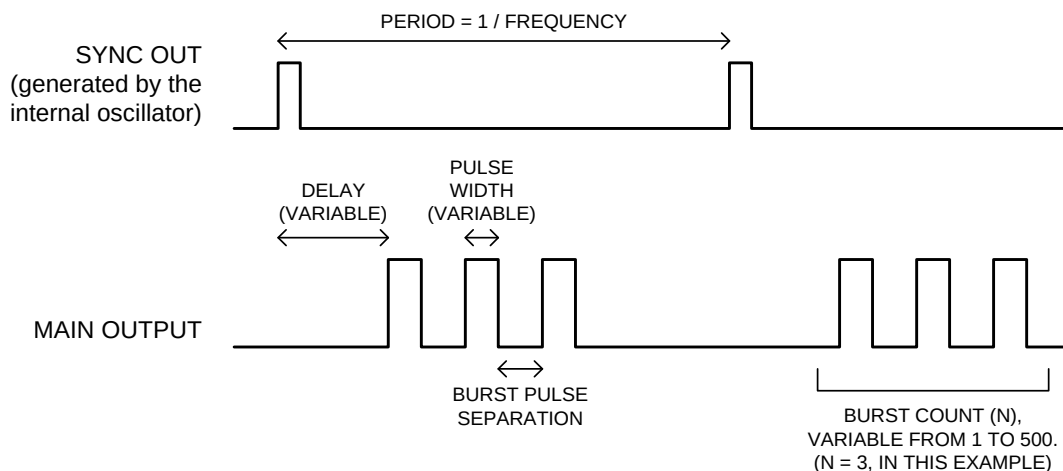 PERIOD = 1 / FREQUENCY
SYNC OUT
(generated by the
internal oscillator)
DELAY
(VARIABLE)
PULSE
WIDTH
(VARIABLE)
MAIN OUTPUT
BURST PULSE
SEPARATION
BURST COUNT (N),
VARIABLE FROM 1 TO 500.
(N = 3, IN THIS EXAMPLE)